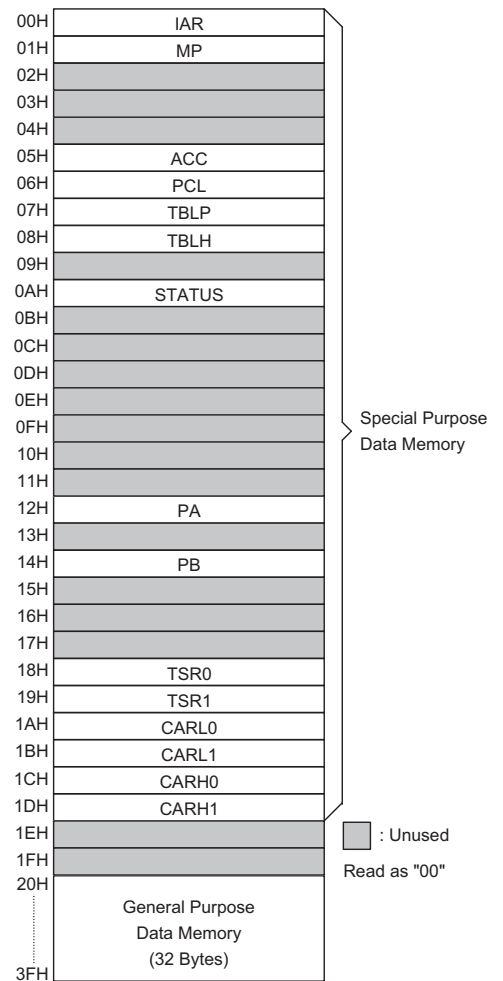 00H IAR
01H MP
02H
03H
04H
05H ACC
06H PCL
07H TBLP
08H TBLH
09H
0AH STATUS
0BH
0CH
0DH
0EH
0FH
10H
11H
12H PA
13H
14H PB
15H
16H
17H
18H TSR0
19H TSR1
1AH CARL0
1BH CARL1
1CH CARH0
1DH CARH1
1EH
1FH
20H
General Purpose
Data Memory
(32 Bytes)
3FH
Special Purpose
Data Memory
: Unused
Read as "00"